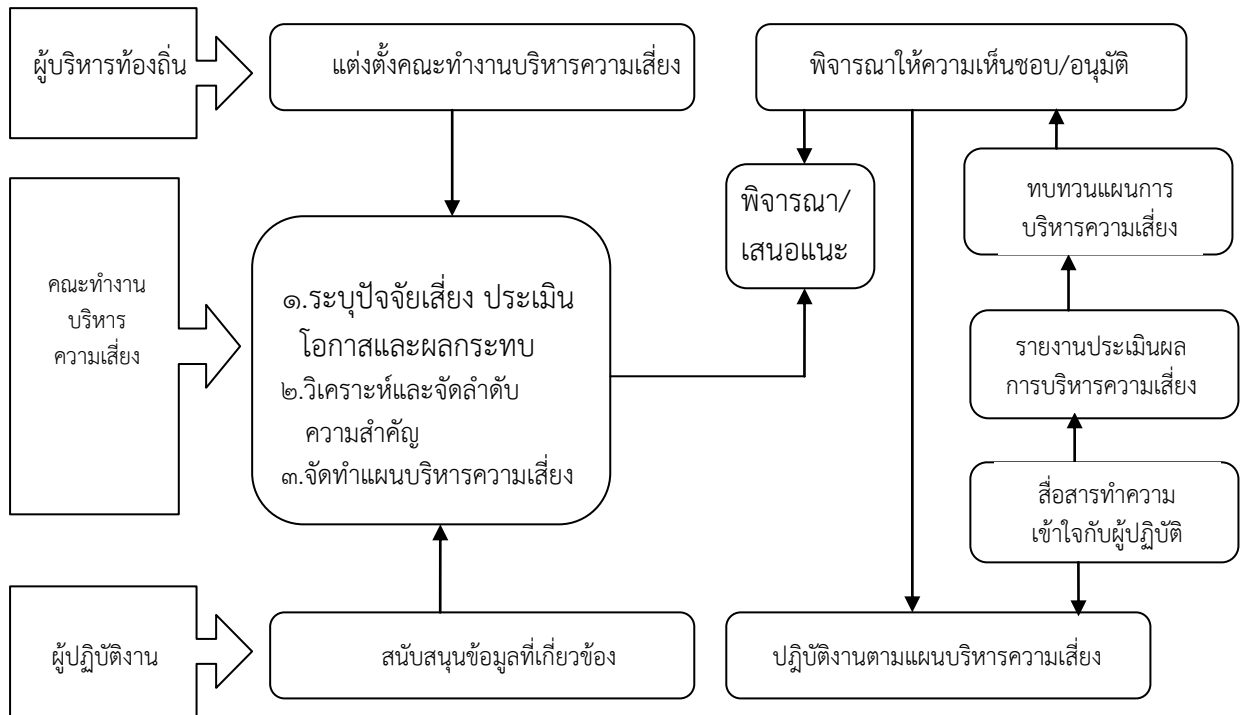 ผู้บริหารท้องถิ่น
แต่งตั้งคณะทำงานบริหารความเสี่ยง
พิจารณาให้ความเห็นชอบ/อนุมัติ
คณะทำงาน
บริหาร
ความเสี่ยง
๑.ระบุปัจจัยเสี่ยง ประเมิน
โอกาสและผลกระทบ
๒.วิเคราะห์และจัดลำดับ
ความสำคัญ
๓.จัดทำแผนบริหารความเสี่ยง
พิจารณา/
เสนอแนะ
ทบทวนแผนการ
บริหารความเสี่ยง
รายงานประเมินผล
การบริหารความเสี่ยง
สื่อสารทำความ
เข้าใจกับผู้ปฏิบัติ
ผู้ปฏิบัติงาน
สนับสนุนข้อมูลที่เกี่ยวข้อง
ปฎิบัติงานตามแผนบริหารความเสี่ยง